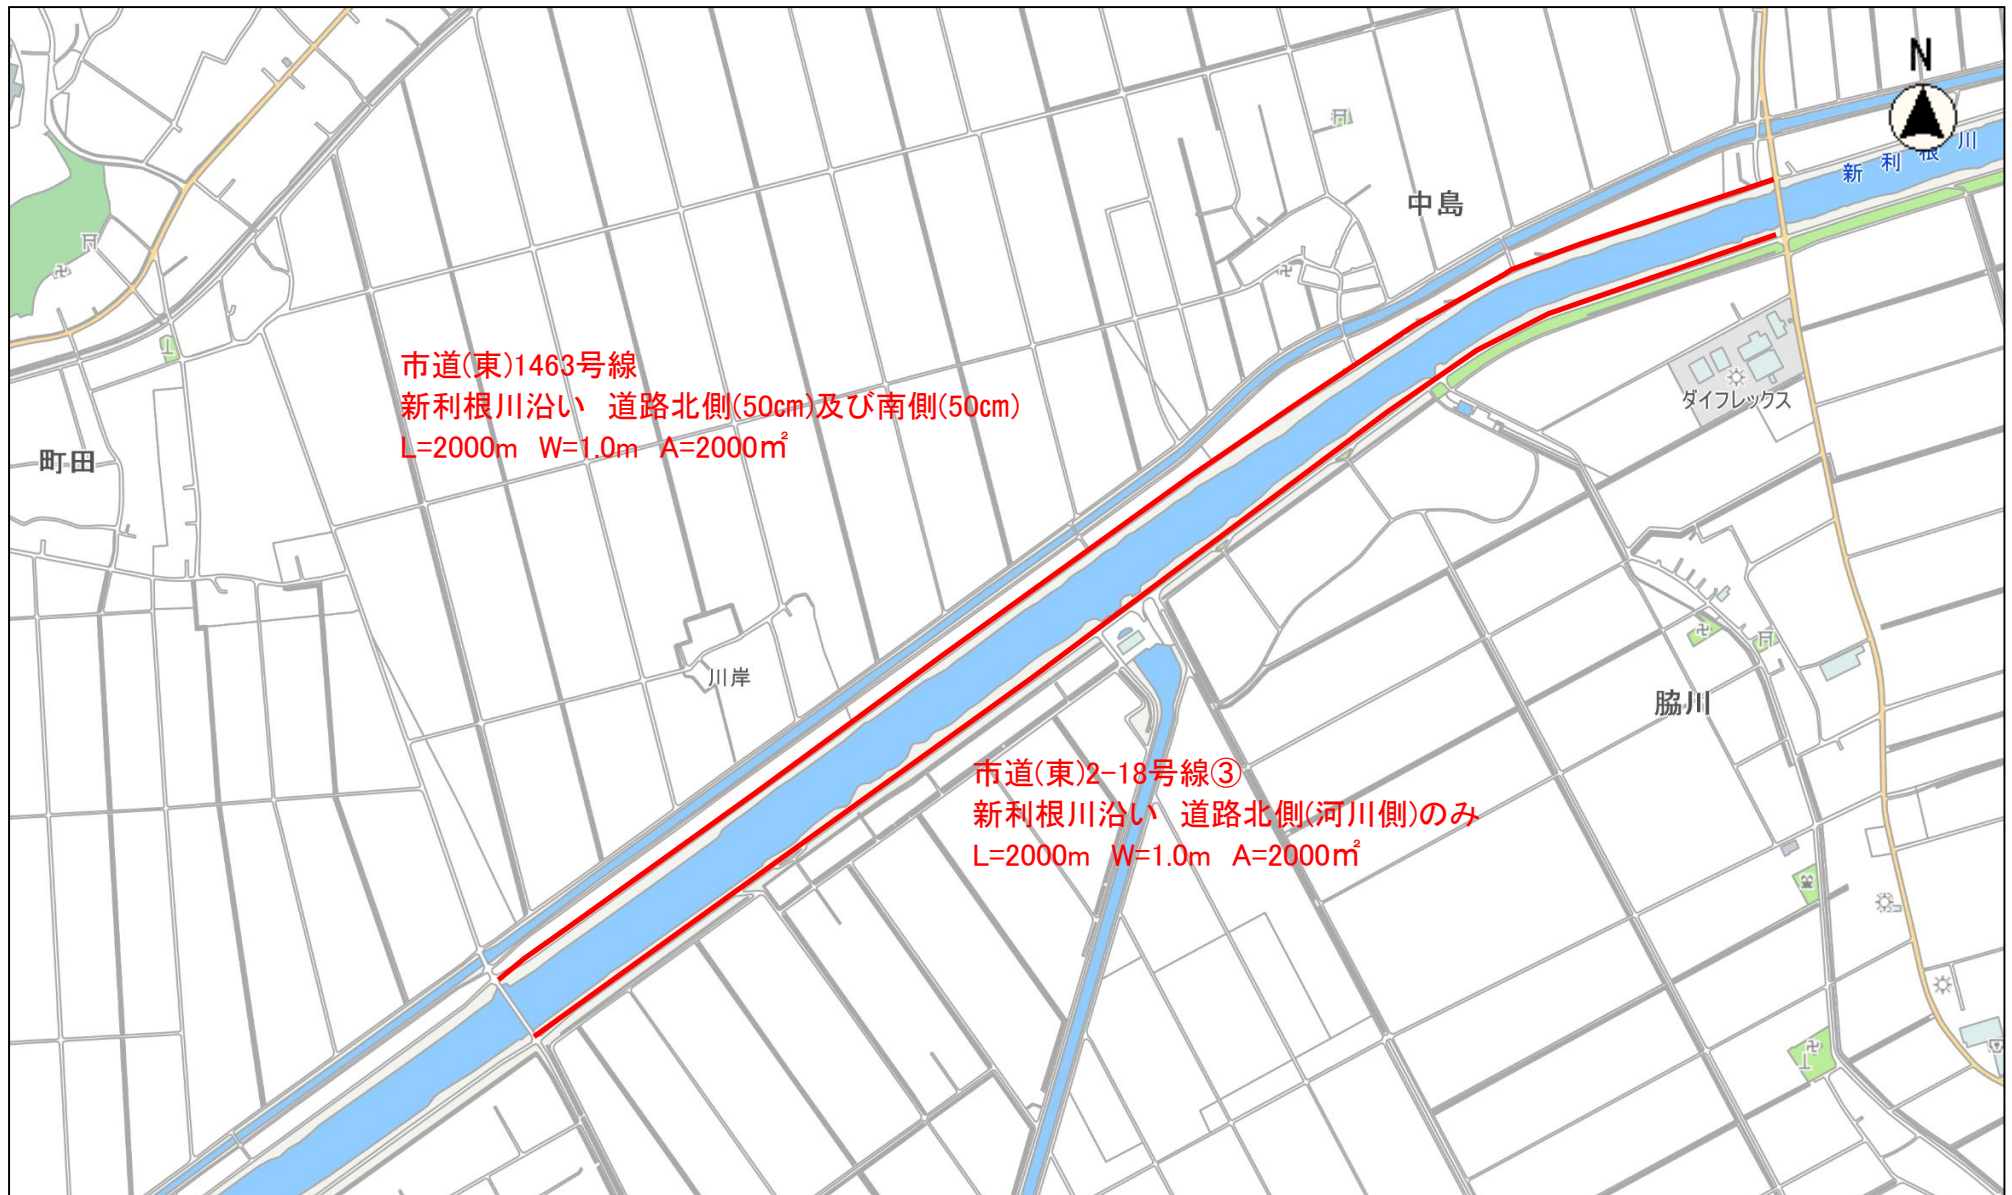 N
新利根川
中島
市道(東)1463号線
新利根川沿い 道路北側(50㎝)及び南側(50㎝)
L=2000m W=1.0m A=2000㎡
ダイフレックス
町田
川岸
脇川
市道(東)2-18号線③
新利根川沿い 道路北側(河川側)のみ
L=2000m W=1.0m A=2000㎡